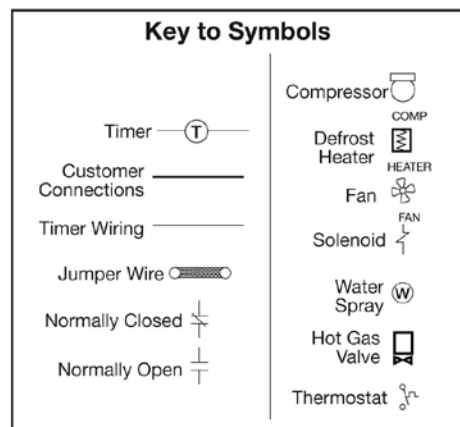 Key to Symbols
Timer T
Customer
Connections
Timer Wiring
Jumper Wire
Normally Closed
Normally Open
Compressor
COMP
Defrost
Heater
HEATER
Fan
FAN
Solenoid
Water
Spray
W
Hot Gas
Valve
Thermostat